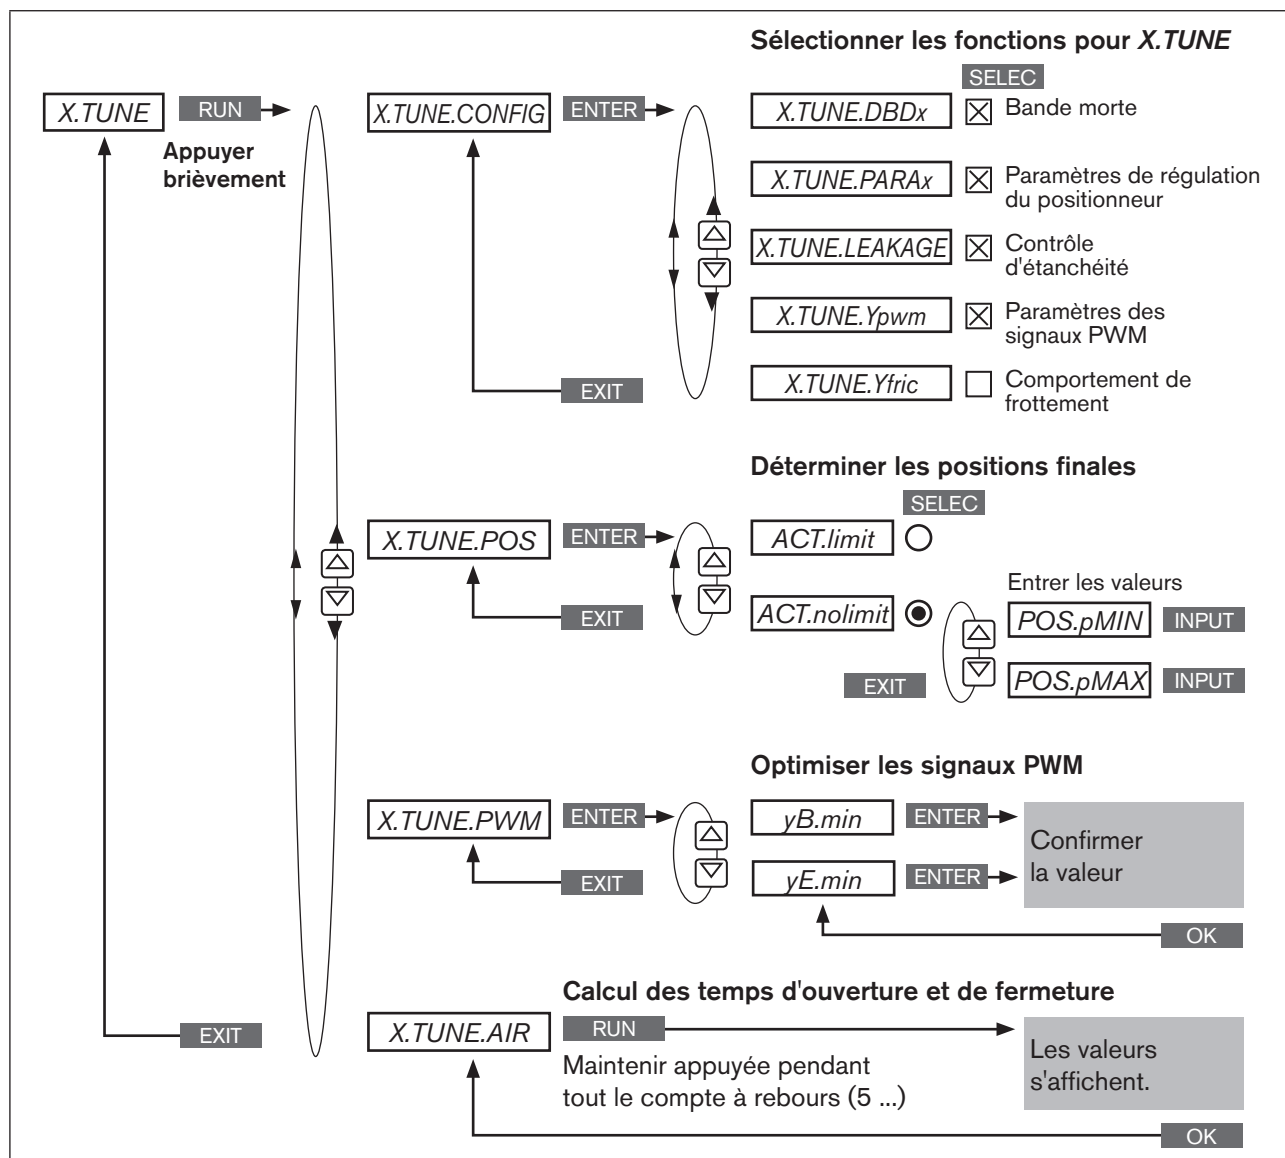 Sélectionner les fonctions pour X.TUNE
SELEC
X.TUNE
RUN
Appuyer
brièvement
X.TUNE.CONFIG
ENTER
X.TUNE.DBDx
Bande morte
X.TUNE.PARAx
Paramètres de régulation
du positionneur
X.TUNE.LEAKAGE
Contrôle
d'étanchéité
X.TUNE.Ypwm
Paramètres des
signaux PWM
EXIT
X.TUNE.Yfric
Comportement de
frottement
Déterminer les positions finales
SELEC
X.TUNE.POS
ENTER
ACT.limit
EXIT
ACT.nolimit
Entrer les valeurs
POS.pMIN
INPUT
EXIT
POS.pMAX
INPUT
Optimiser les signaux PWM
X.TUNE.PWM
ENTER
yB.min
ENTER
Confirmer
la valeur
EXIT
yE.min
ENTER
OK
Calcul des temps d'ouverture et de fermeture
EXIT
X.TUNE.AIR
RUN
Maintenir appuyée pendant
tout le compte à rebours (5 ...)
Les valeurs
s'affichent.
OK